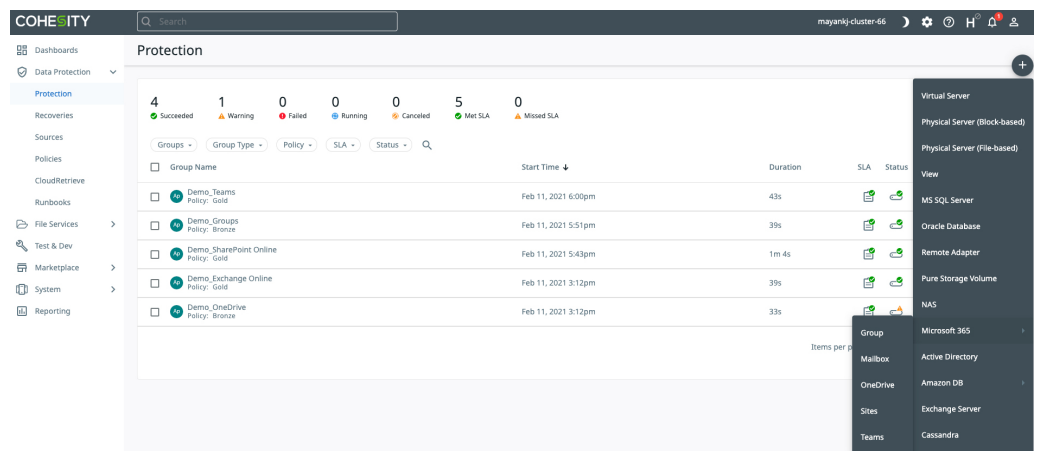 COHESITY
Search
mayankj-cluster-66
H
1
Dashboards
Data Protection
Protection
Recoveries
Sources
Policies
CloudRetrieve
Runbooks
File Services
Test & Dev
Marketplace
System
Reporting
Protection
4 1 0 0 0 5 0
Succeeded Warning Failed Running Canceled Met SLA Missed SLA
Groups Group Type Policy SLA Status
Group Name Start Time Duration SLA Status
Ap Demo_Teams Feb 11, 2021 6:00pm 43s
Policy: Gold
Ap Demo_Groups Feb 11, 2021 5:51pm 39s
Policy: Bronze
Ap Demo_SharePoint Online Feb 11, 2021 5:43pm 1m 4s
Policy: Gold
Ap Demo_Exchange Online Feb 11, 2021 3:12pm 39s
Policy: Gold
Ap Demo_OneDrive Feb 11, 2021 3:12pm 33s
Policy: Bronze
Items per p
Virtual Server
Physical Server (Block-based)
Physical Server (File-based)
View
MS SQL Server
Oracle Database
Remote Adapter
Pure Storage Volume
NAS
Microsoft 365
Active Directory
Amazon DB
Exchange Server
Cassandra
Group
Mailbox
OneDrive
Sites
Teams